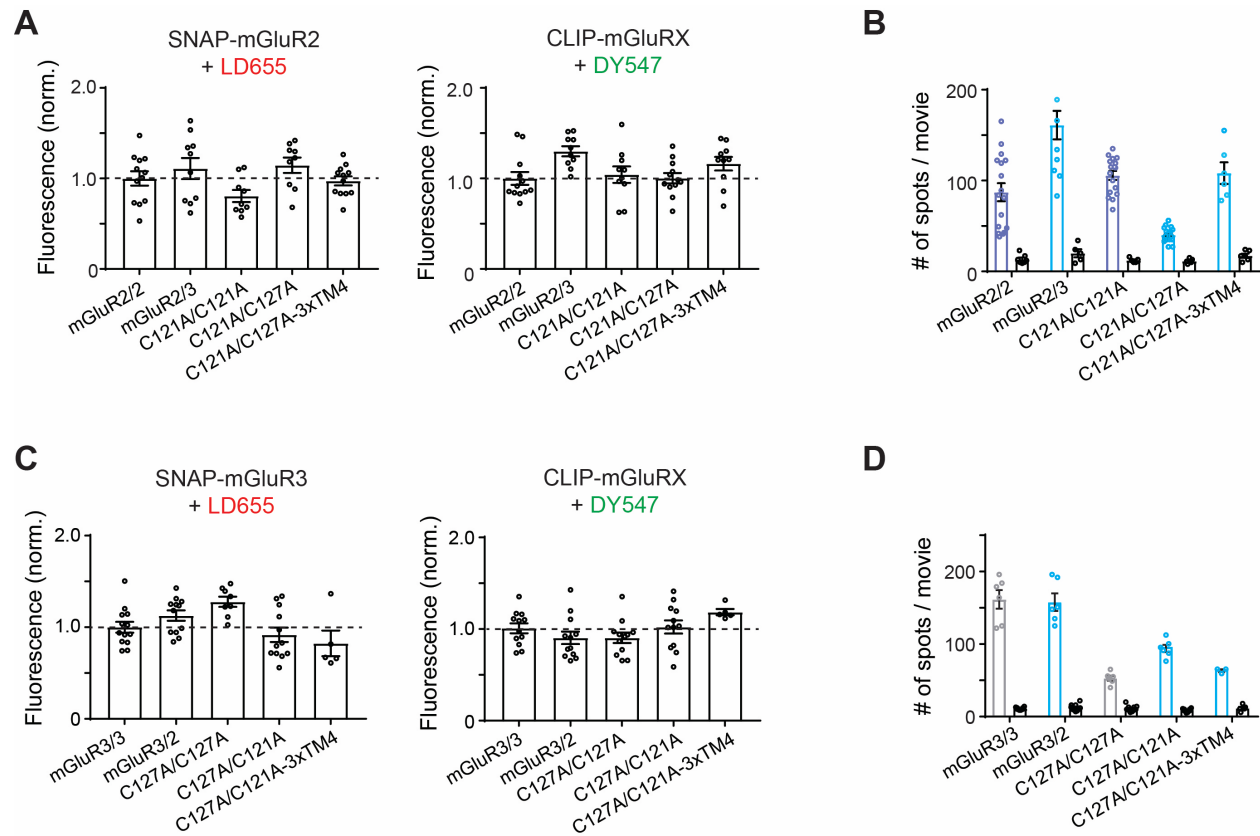 A
SNAP-mGluR2
+ LD655
Fluorescence (norm.)
2.0
1.0
0
mGluR2/2
mGluR2/3
C121A/C121A
C121A/C127A
C121A/C127A-3xTM4
CLIP-mGluRX
+ DY547
Fluorescence (norm.)
2.0
1.0
0
mGluR2/2
mGluR2/3
C121A/C121A
C121A/C127A
C121A/C127A-3xTM4
B
# of spots / movie
200
100
0
mGluR2/2
mGluR2/3
C121A/C121A
C121A/C127A
C121A/C127A-3xTM4
C
SNAP-mGluR3
+ LD655
Fluorescence (norm.)
2.0
1.0
0
mGluR3/3
mGluR3/2
C127A/C127A
C127A/C121A
C127A/C121A-3xTM4
CLIP-mGluRX
+ DY547
Fluorescence (norm.)
2.0
1.0
0
mGluR3/3
mGluR3/2
C127A/C127A
C127A/C121A
C127A/C121A-3xTM4
D
# of spots / movie
200
100
0
mGluR3/3
mGluR3/2
C127A/C127A
C127A/C121A
C127A/C121A-3xTM4